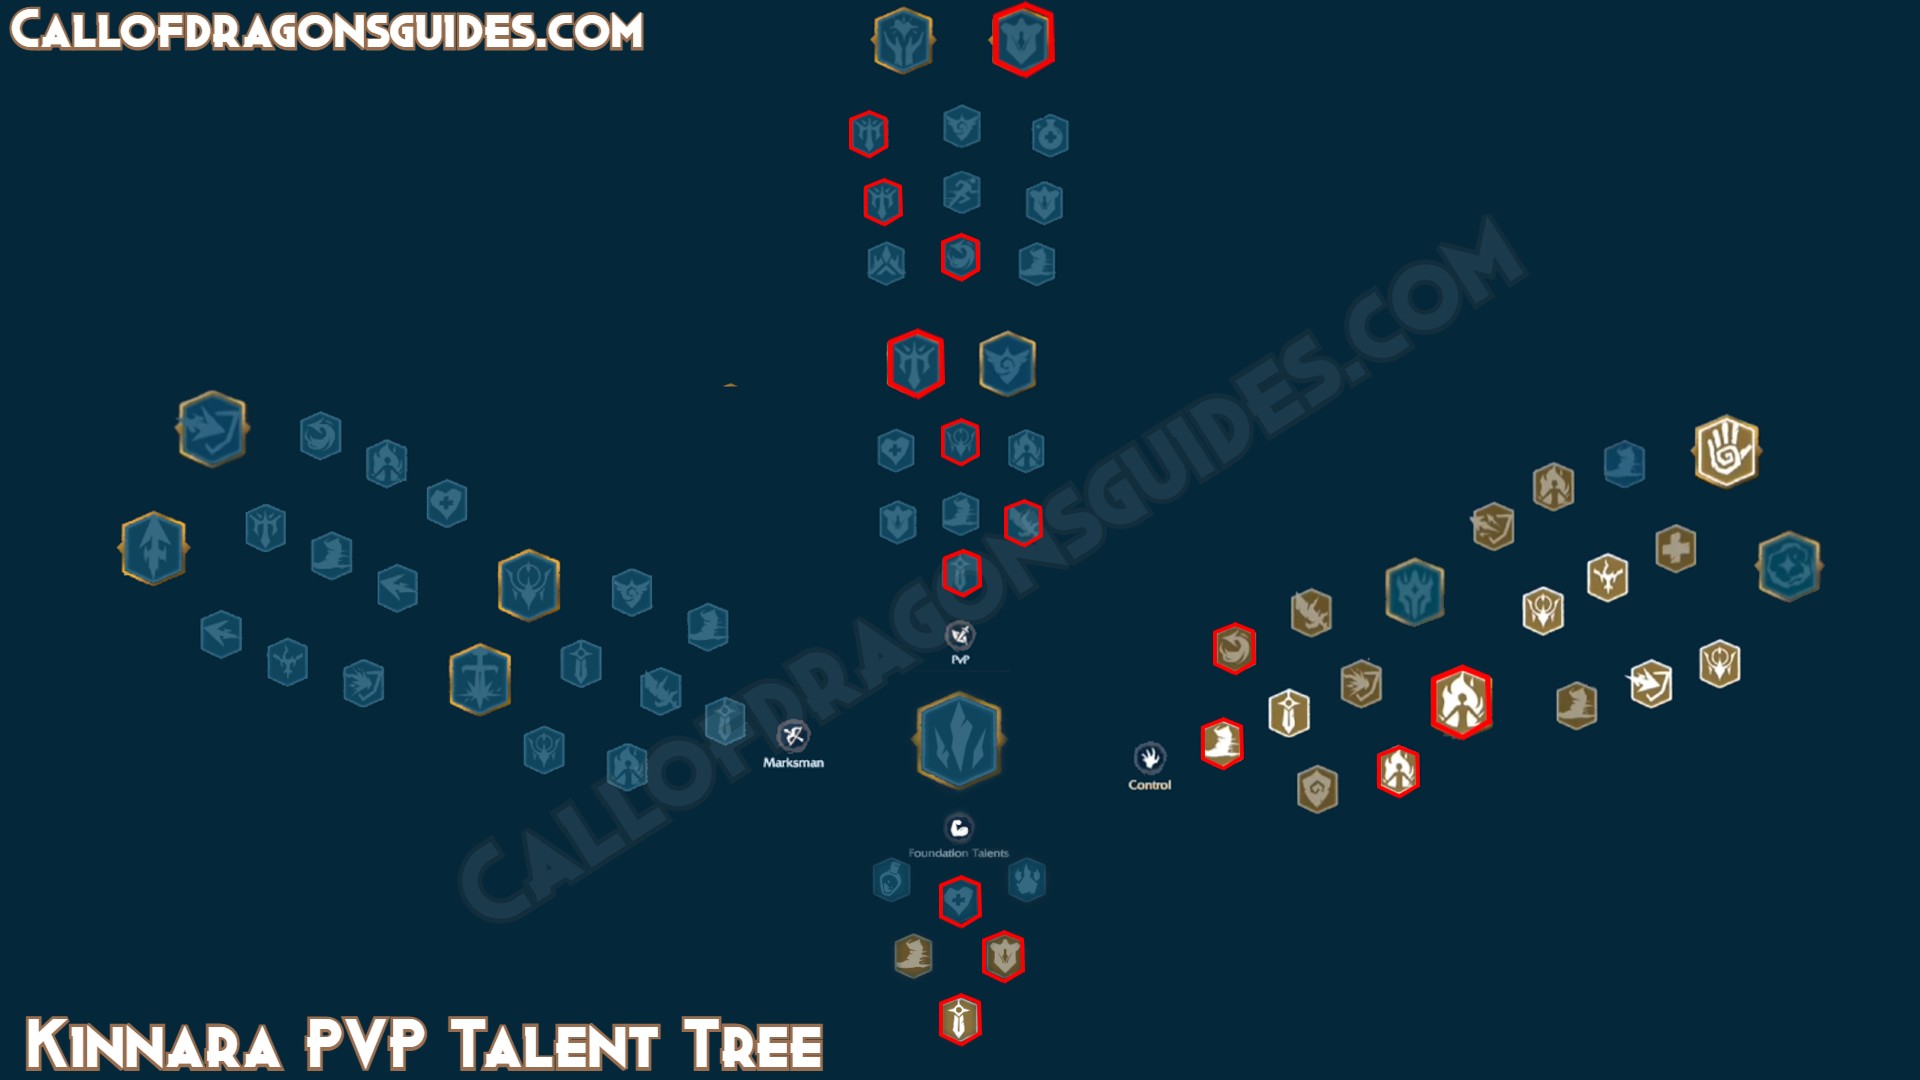 CALLOFDRAGONSGUIDES.COM
CALLOFDRAGONSGUIDES.COM
PVP
Marksman
Control
Foundation Talents
KINNARA PVP TALENT TREE